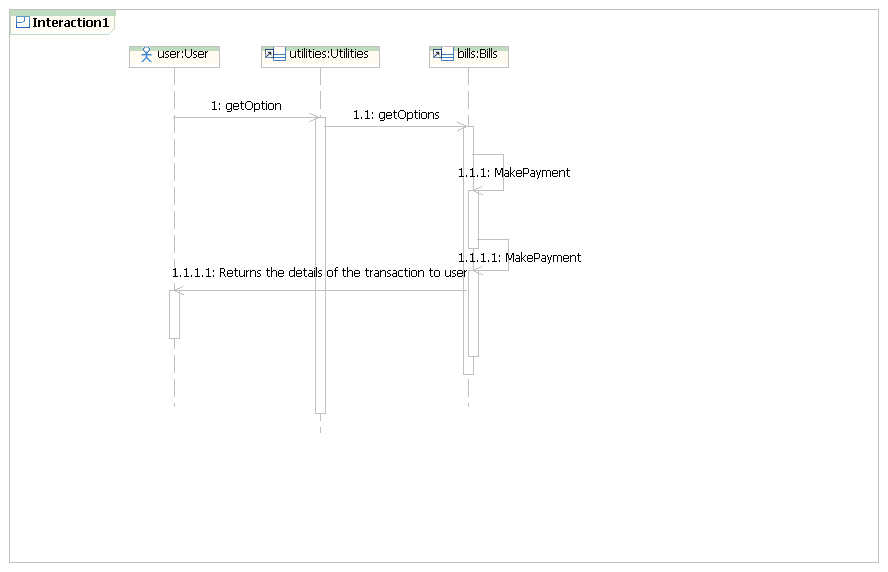 Interaction1
user:User
utilities:Utilities
bills:Bills
1: getOption
1.1: getOptions
1.1.1: MakePayment
1.1.1.1: MakePayment
1.1.1.1: Returns the details of the transaction to user